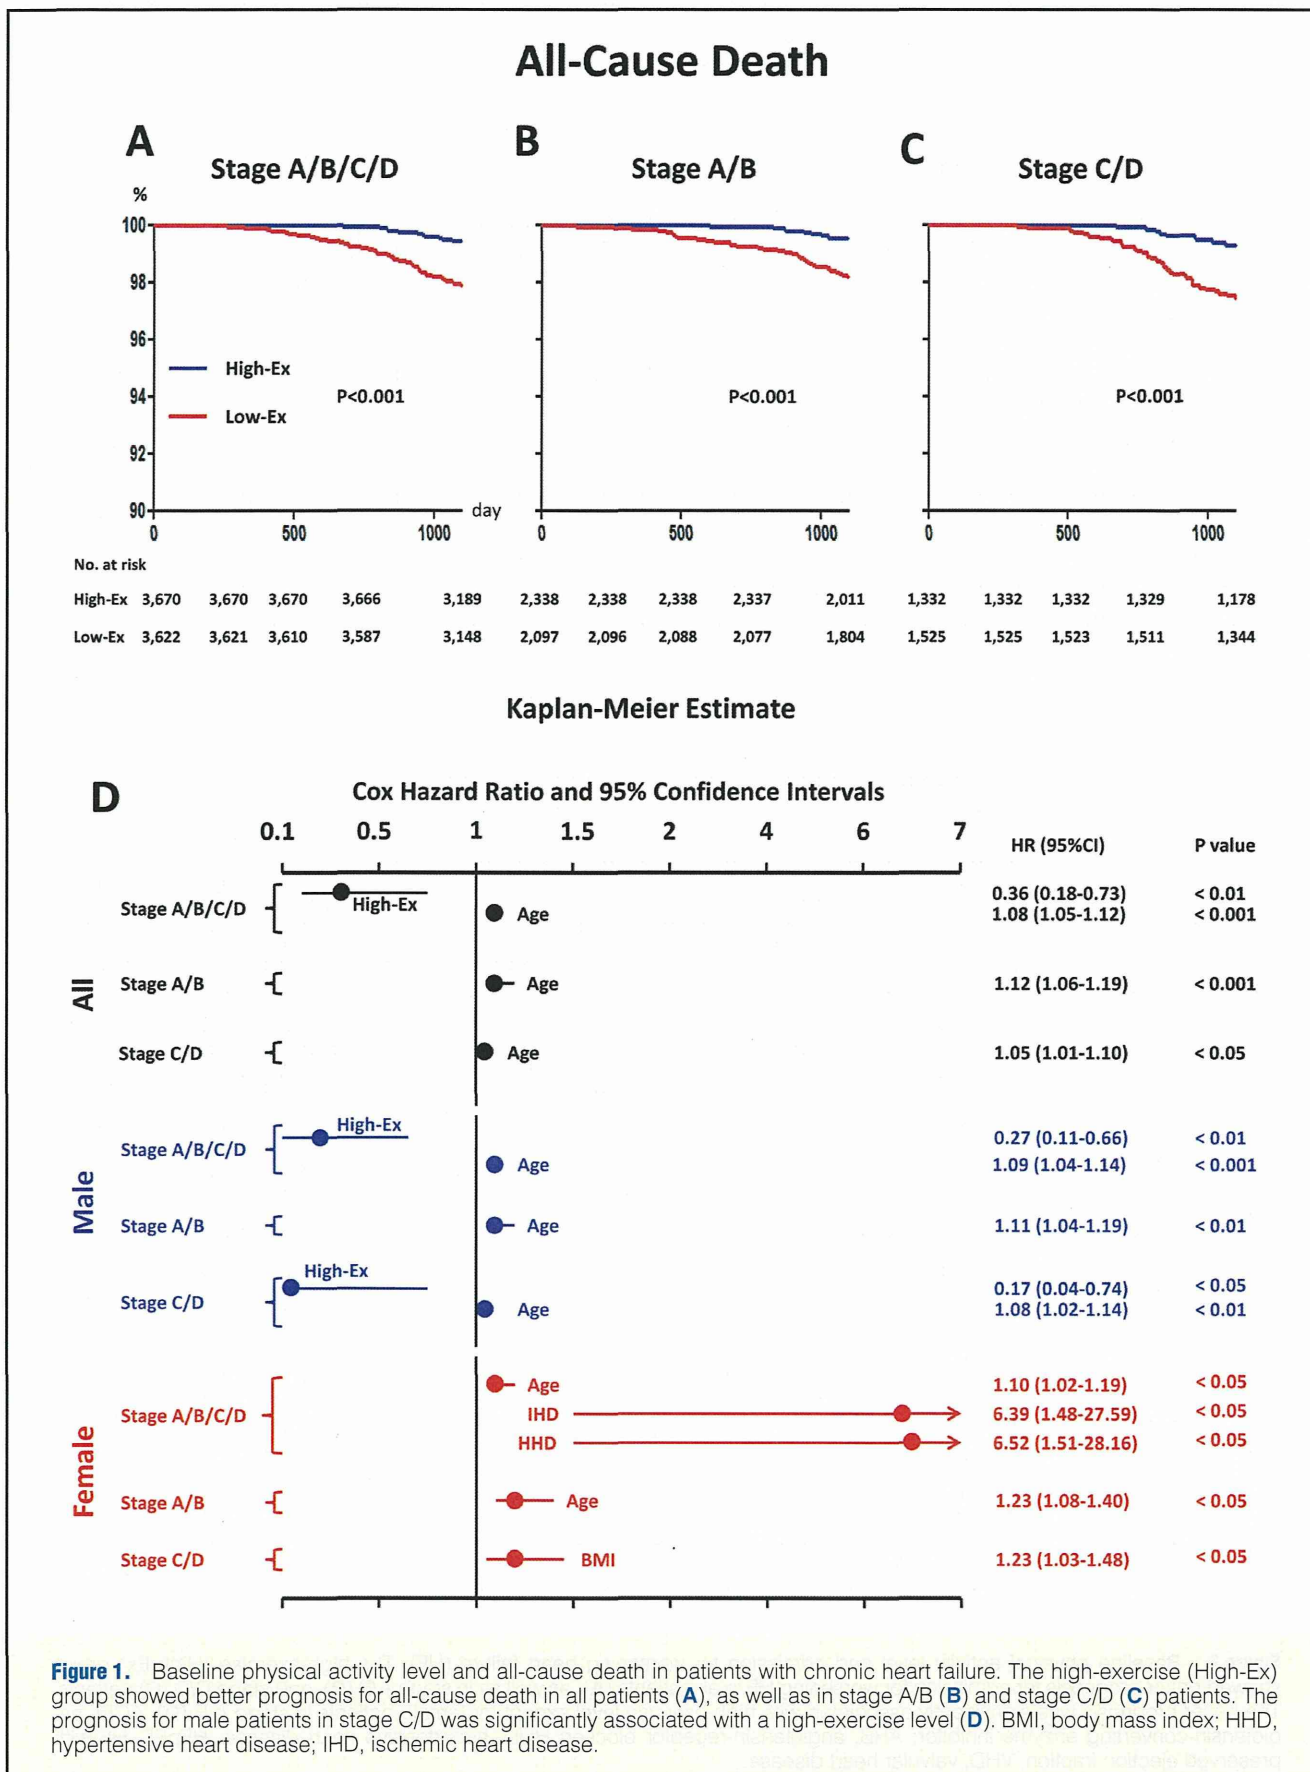 All-Cause Death
A
Stage A/B/C/D
B
Stage A/B
C
Stage C/D
%
100
98
96
94
92
90
High-Ex
Low-Ex
P<0.001
P<0.001
P<0.001
0 500 1000 day
0 500 1000
0 500 1000
No. at risk
High-Ex 3,670 3,670 3,670 3,666 3,189 2,338 2,338 2,338 2,337 2,011 1,332 1,332 1,332 1,329 1,178
Low-Ex 3,622 3,621 3,610 3,587 3,148 2,097 2,096 2,088 2,077 1,804 1,525 1,525 1,523 1,511 1,344
Kaplan-Meier Estimate
D
Cox Hazard Ratio and 95% Confidence Intervals
0.1 0.5 1 1.5 2 4 6 7
HR (95%CI) P value
All
Stage A/B/C/D
High-Ex 0.36 (0.18-0.73) < 0.01
Age 1.08 (1.05-1.12) < 0.001
Stage A/B Age 1.12 (1.06-1.19) < 0.001
Stage C/D Age 1.05 (1.01-1.10) < 0.05
Male
Stage A/B/C/D
High-Ex 0.27 (0.11-0.66) < 0.01
Age 1.09 (1.04-1.14) < 0.001
Stage A/B Age 1.11 (1.04-1.19) < 0.01
Stage C/D
High-Ex 0.17 (0.04-0.74) < 0.05
Age 1.08 (1.02-1.14) < 0.01
Female
Stage A/B/C/D
Age 1.10 (1.02-1.19) < 0.05
IHD 6.39 (1.48-27.59) < 0.05
HHD 6.52 (1.51-28.16) < 0.05
Stage A/B Age 1.23 (1.08-1.40) < 0.05
Stage C/D BMI 1.23 (1.03-1.48) < 0.05
Figure 1. Baseline physical activity level and all-cause death in patients with chronic heart failure. The high-exercise (High-Ex)
group showed better prognosis for all-cause death in all patients (A), as well as in stage A/B (B) and stage C/D (C) patients. The
prognosis for male patients in stage C/D was significantly associated with a high-exercise level (D). BMI, body mass index; HHD,
hypertensive heart disease; IHD, ischemic heart disease.